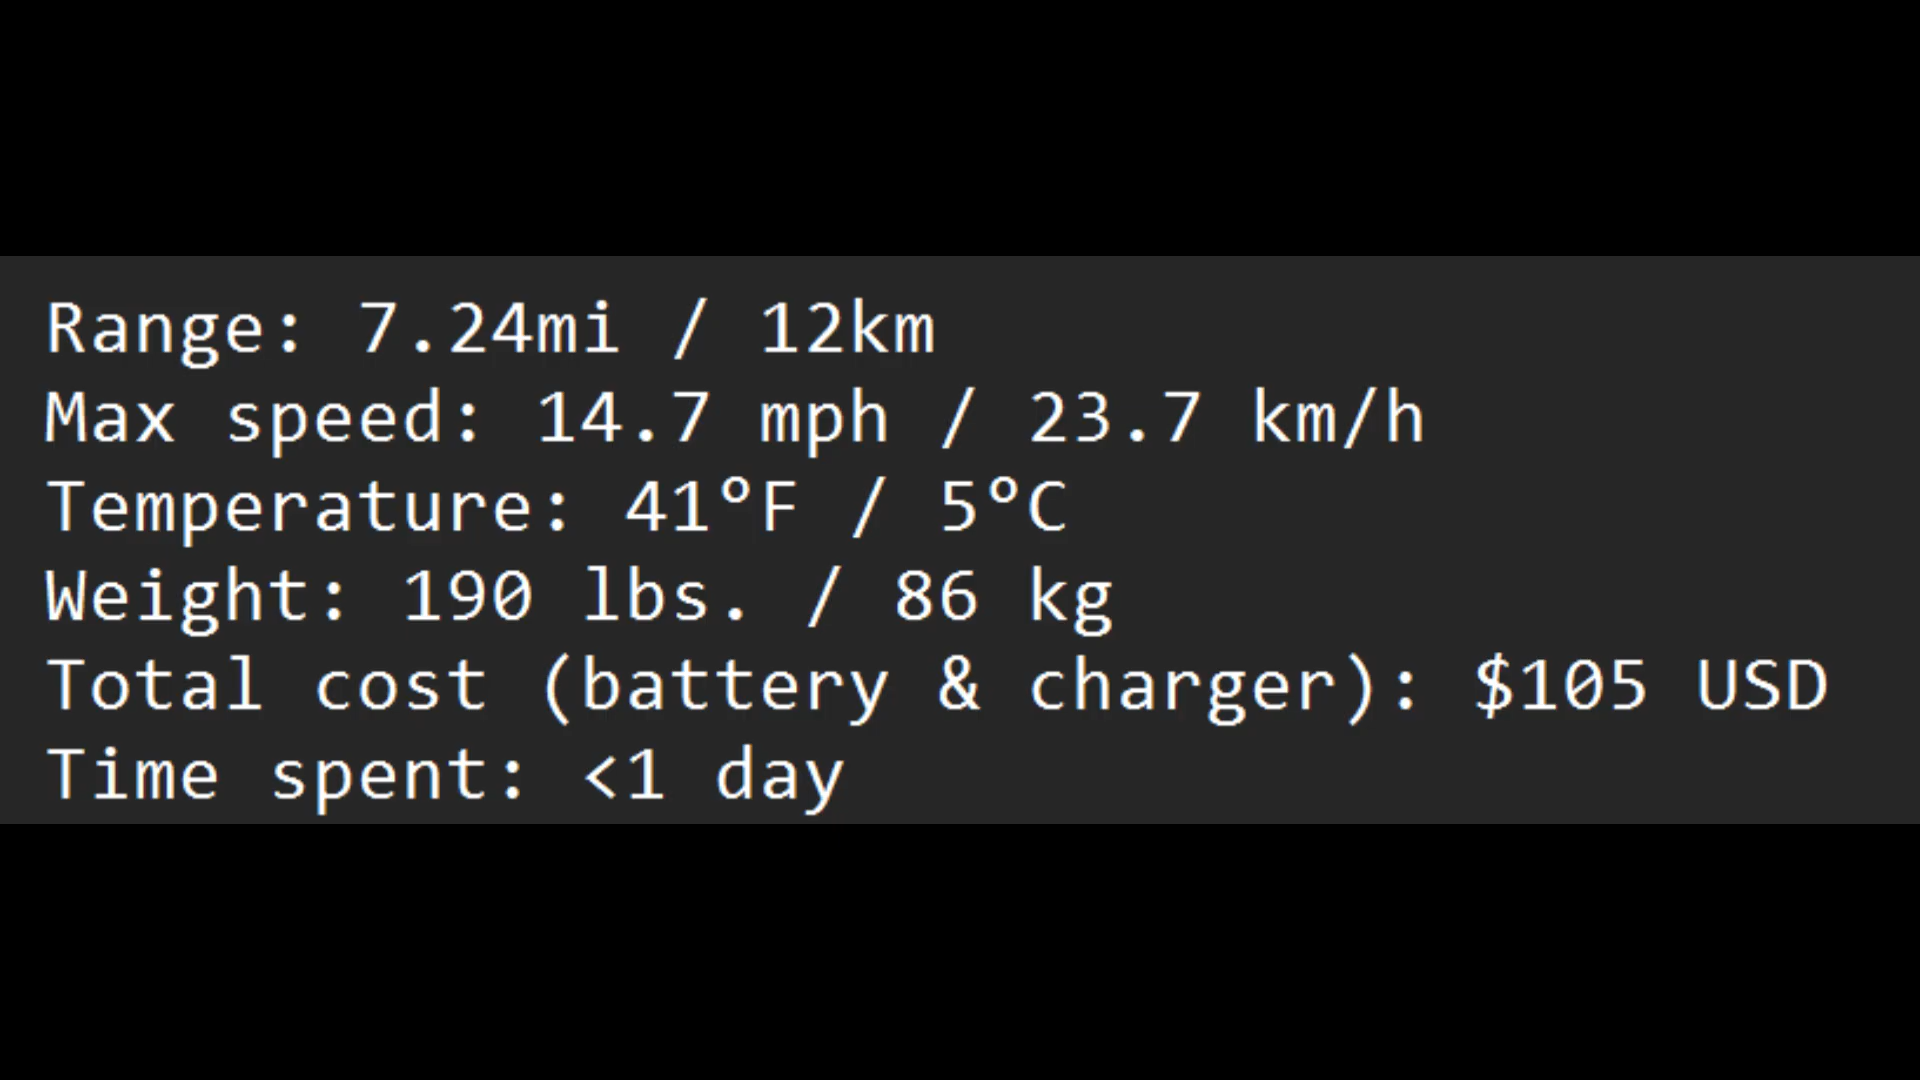 Range: 7.24mi / 12km
Max speed: 14.7 mph / 23.7 km/h
Temperature: 41°F / 5°C
Weight: 190 lbs. / 86 kg
Total cost (battery & charger): $105 USD
Time spent: <1 day